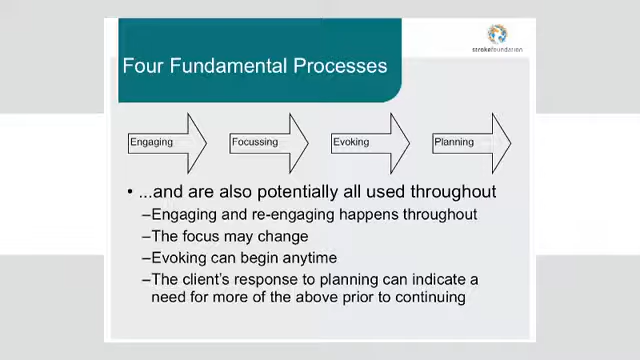 strokefoundation
Four Fundamental Processes
Engaging
Focussing
Evoking
Planning
• ...and are also potentially all used throughout
–Engaging and re-engaging happens throughout
–The focus may change
–Evoking can begin anytime
–The client's response to planning can indicate a
need for more of the above prior to continuing